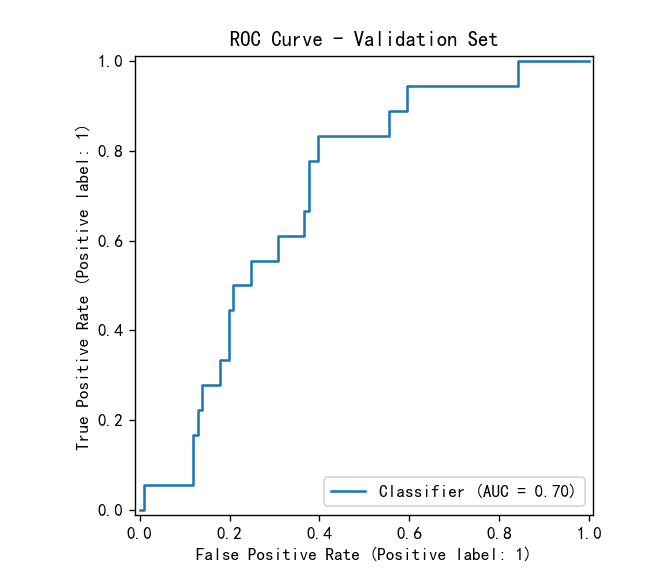 ROC Curve - Validation Set
1.0
0.8
0.6
0.4
0.2
0.0
True Positive Rate (Positive label: 1)
Classifier (AUC = 0.70)
0.0 0.2 0.4 0.6 0.8 1.0
False Positive Rate (Positive label: 1)